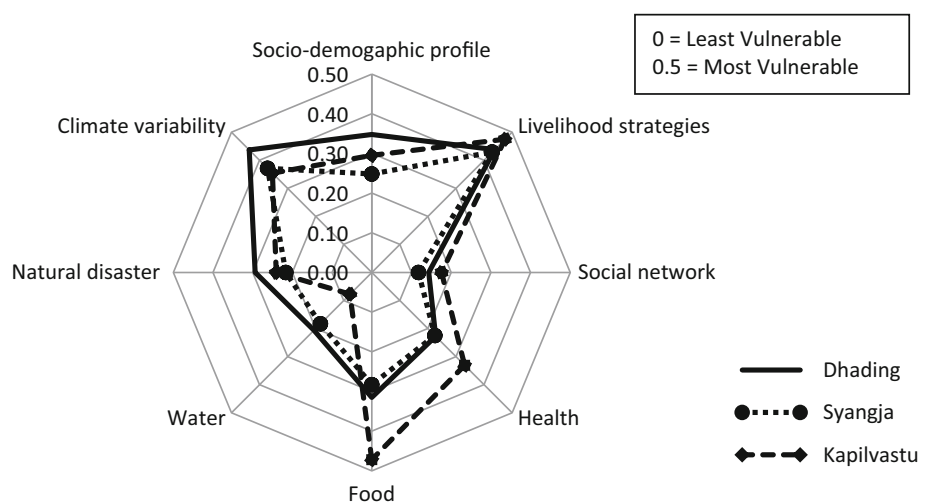 0 = Least Vulnerable
0.5 = Most Vulnerable
Socio-demogaphic profile
0.50
0.40
0.30
0.20
0.10
0.00
Climate variability
Livelihood strategies
Natural disaster
Social network
Water
Health
Food
Dhading
Syangja
Kapilvastu